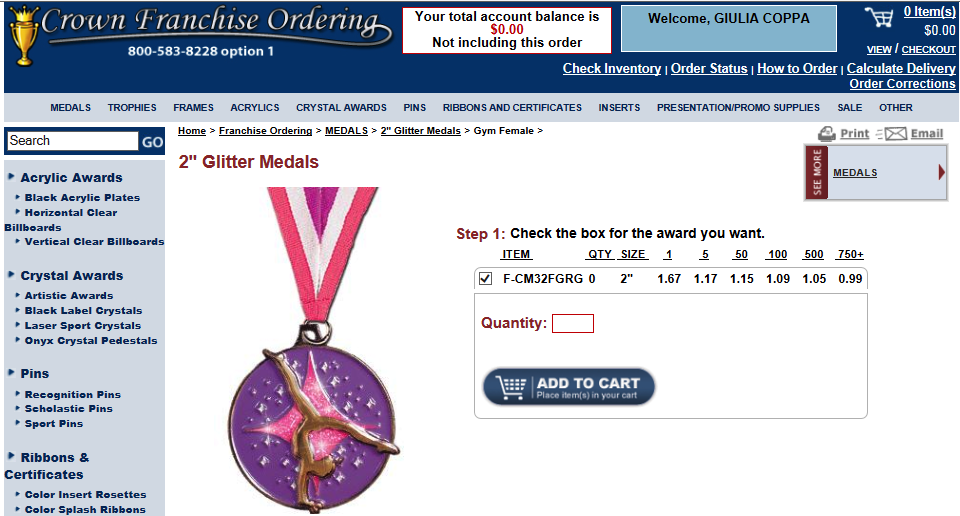 Crown Franchise Ordering
800-583-8228 option 1
Your total account balance is
$0.00
Not including this order
Welcome, GIULIA COPPA
0 Item(s)
$0.00
VIEW / CHECKOUT
Check Inventory | Order Status | How to Order | Calculate Delivery
Order Corrections
MEDALS TROPHIES FRAMES ACRYLICS CRYSTAL AWARDS PINS RIBBONS AND CERTIFICATES INSERTS PRESENTATION/PROMO SUPPLIES SALE OTHER
Search GO
Home > Franchise Ordering > MEDALS > 2" Glitter Medals > Gym Female >
Print Email
SEE MORE
MEDALS
Acrylic Awards
Black Acrylic Plates
Horizontal Clear
Billboards
Vertical Clear Billboards
Crystal Awards
Artistic Awards
Black Label Crystals
Laser Sport Crystals
Onyx Crystal Pedestals
Pins
Recognition Pins
Scholastic Pins
Sport Pins
Ribbons &
Certificates
Color Insert Rosettes
Color Splash Ribbons
2" Glitter Medals
Step 1: Check the box for the award you want.
ITEM QTY SIZE 1 5 50 100 500 750+
F-CM32FGRG 0 2" 1.67 1.17 1.15 1.09 1.05 0.99
Quantity:
ADD TO CART
Place item(s) in your cart